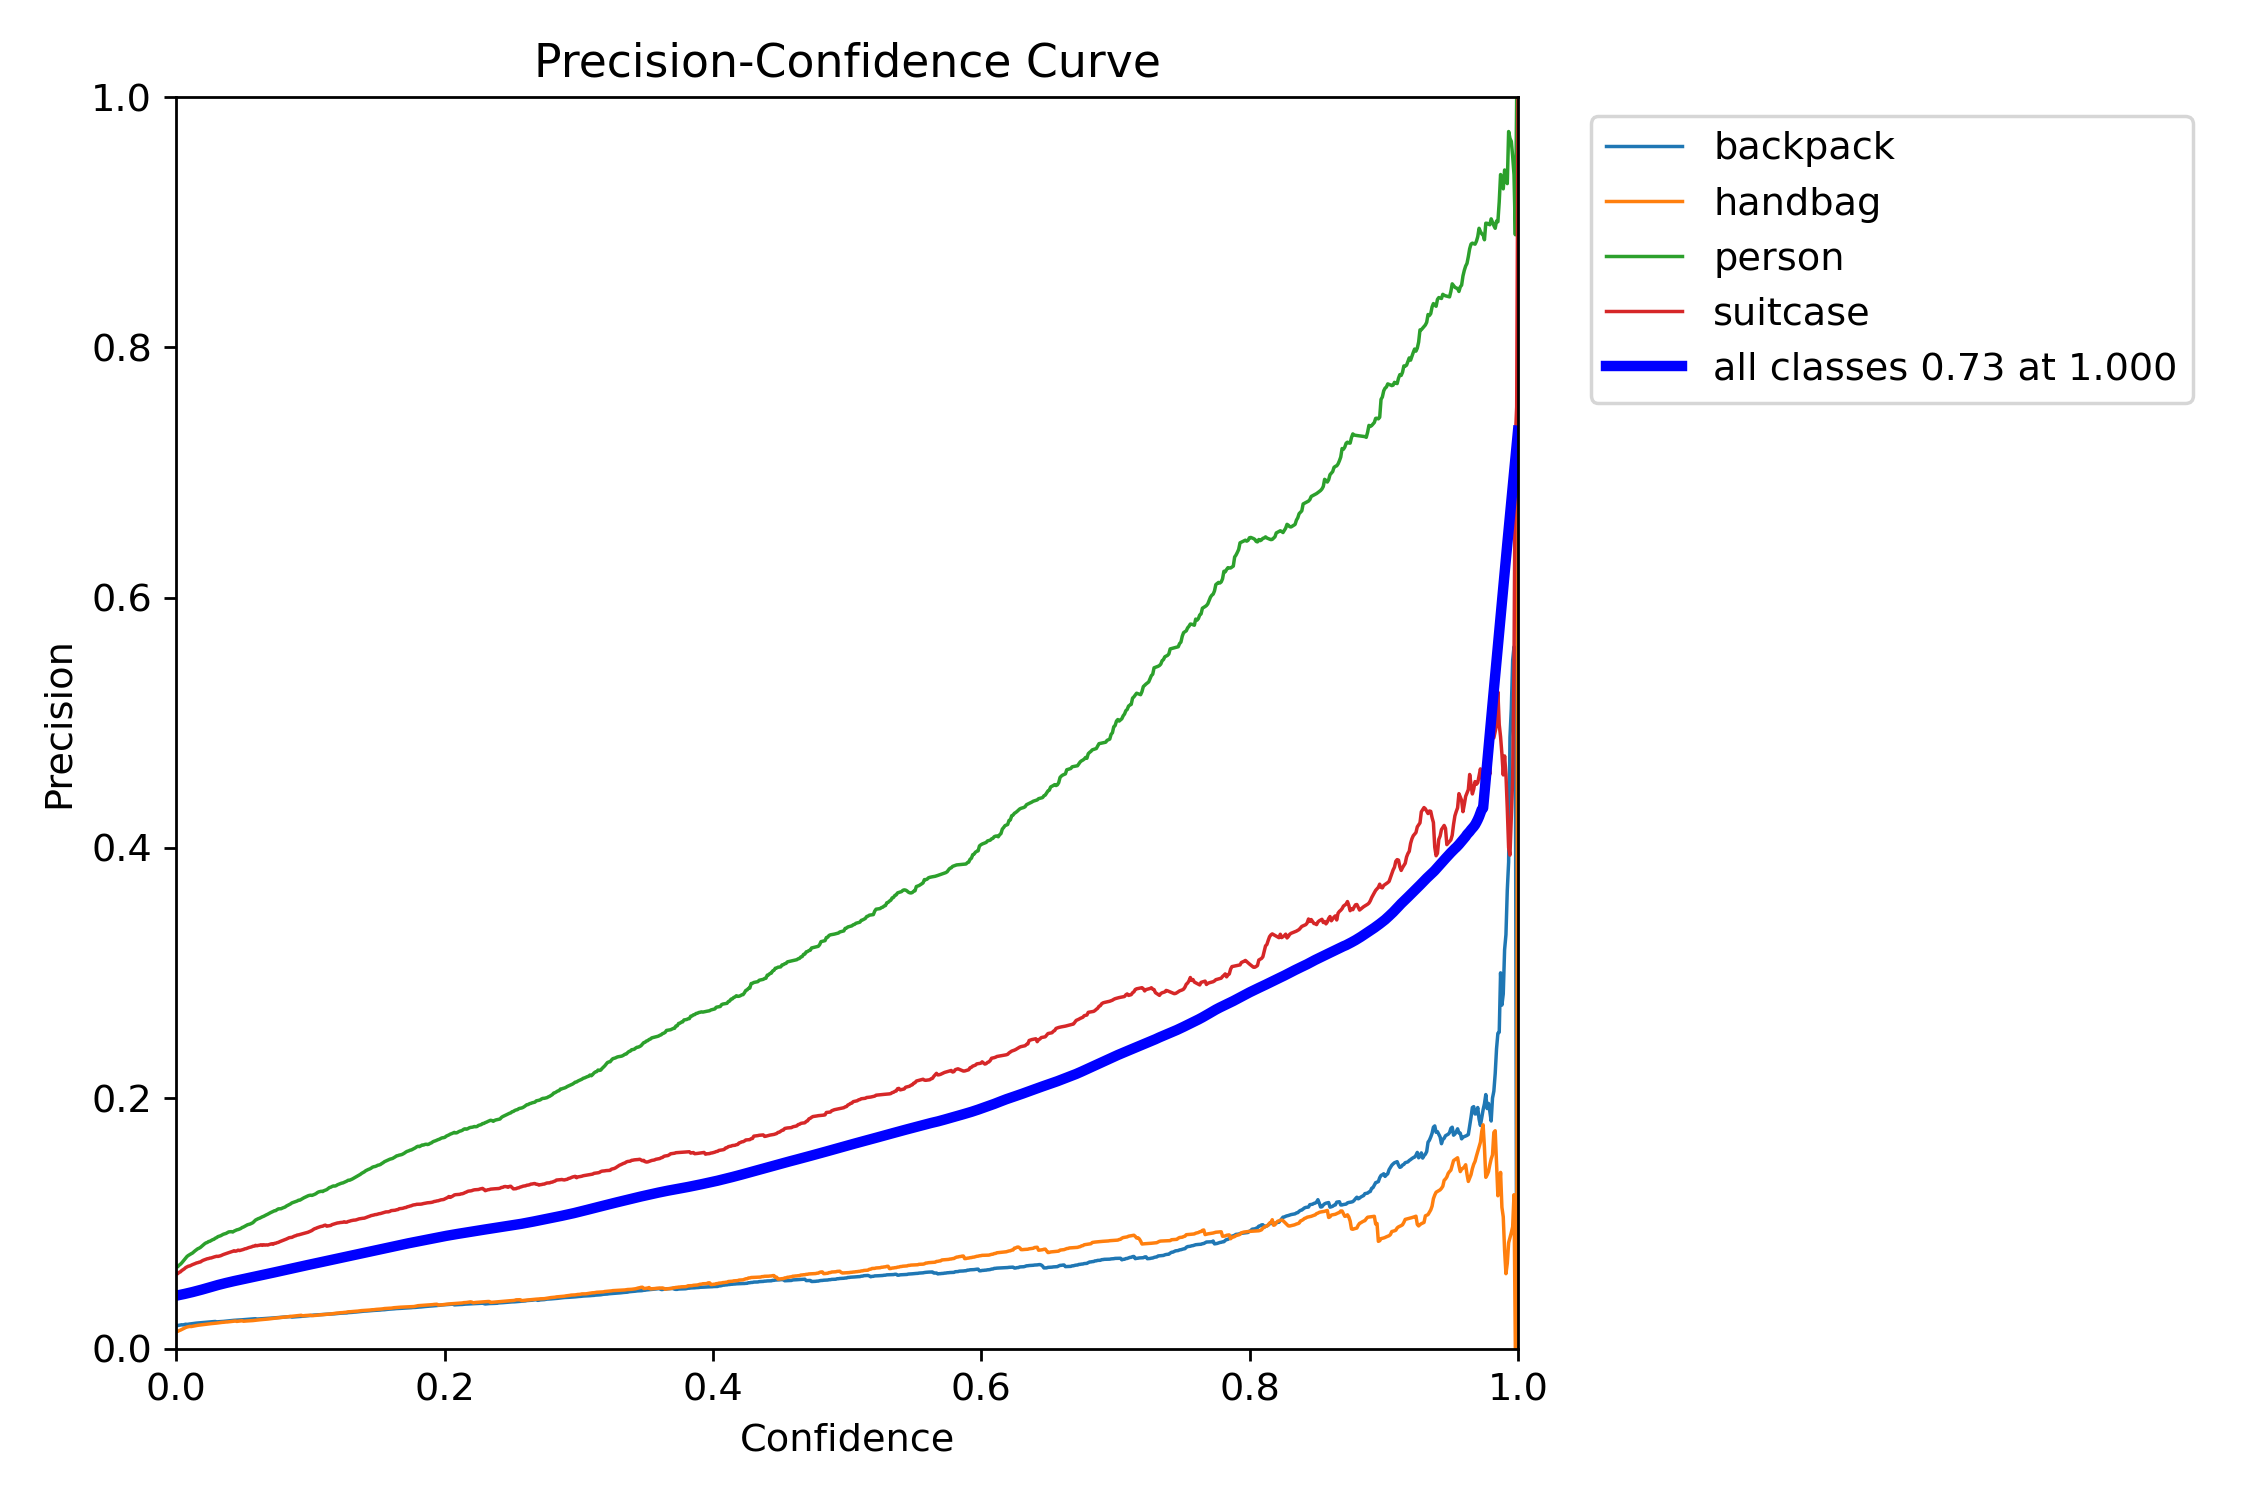 Precision-Confidence Curve
1.0
0.8
0.6
0.4
0.2
0.0
Precision
0.0 0.2 0.4 0.6 0.8 1.0
Confidence
backpack
handbag
person
suitcase
all classes 0.73 at 1.000